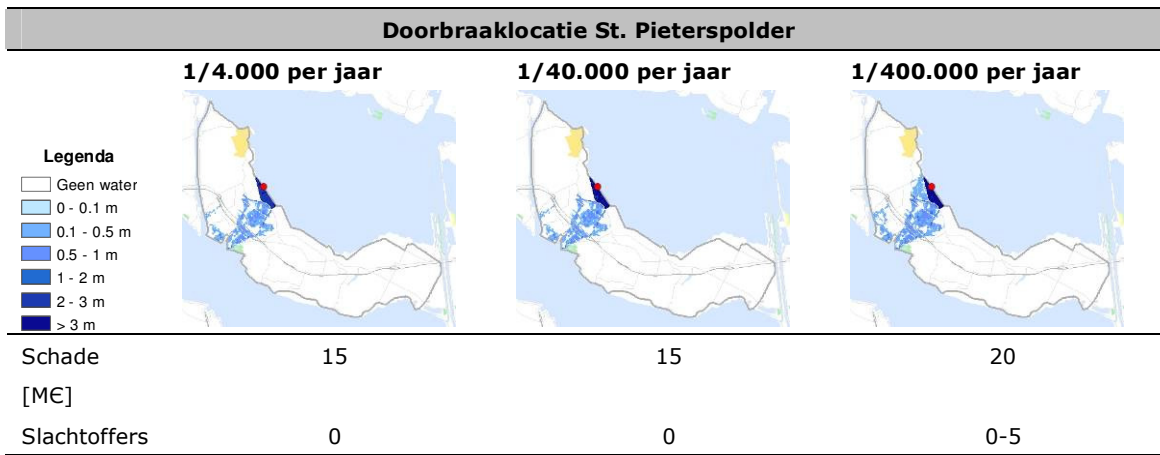 Doorbraaklocatie St. Pieterspolder
1/4.000 per jaar 1/40.000 per jaar 1/400.000 per jaar
Legenda
Geen water
0 - 0.1 m
0.1 - 0.5 m
0.5 - 1 m
1 - 2 m
2 - 3 m
> 3 m
Schade 15 15 20
[M€]
Slachtoffers 0 0 0-5